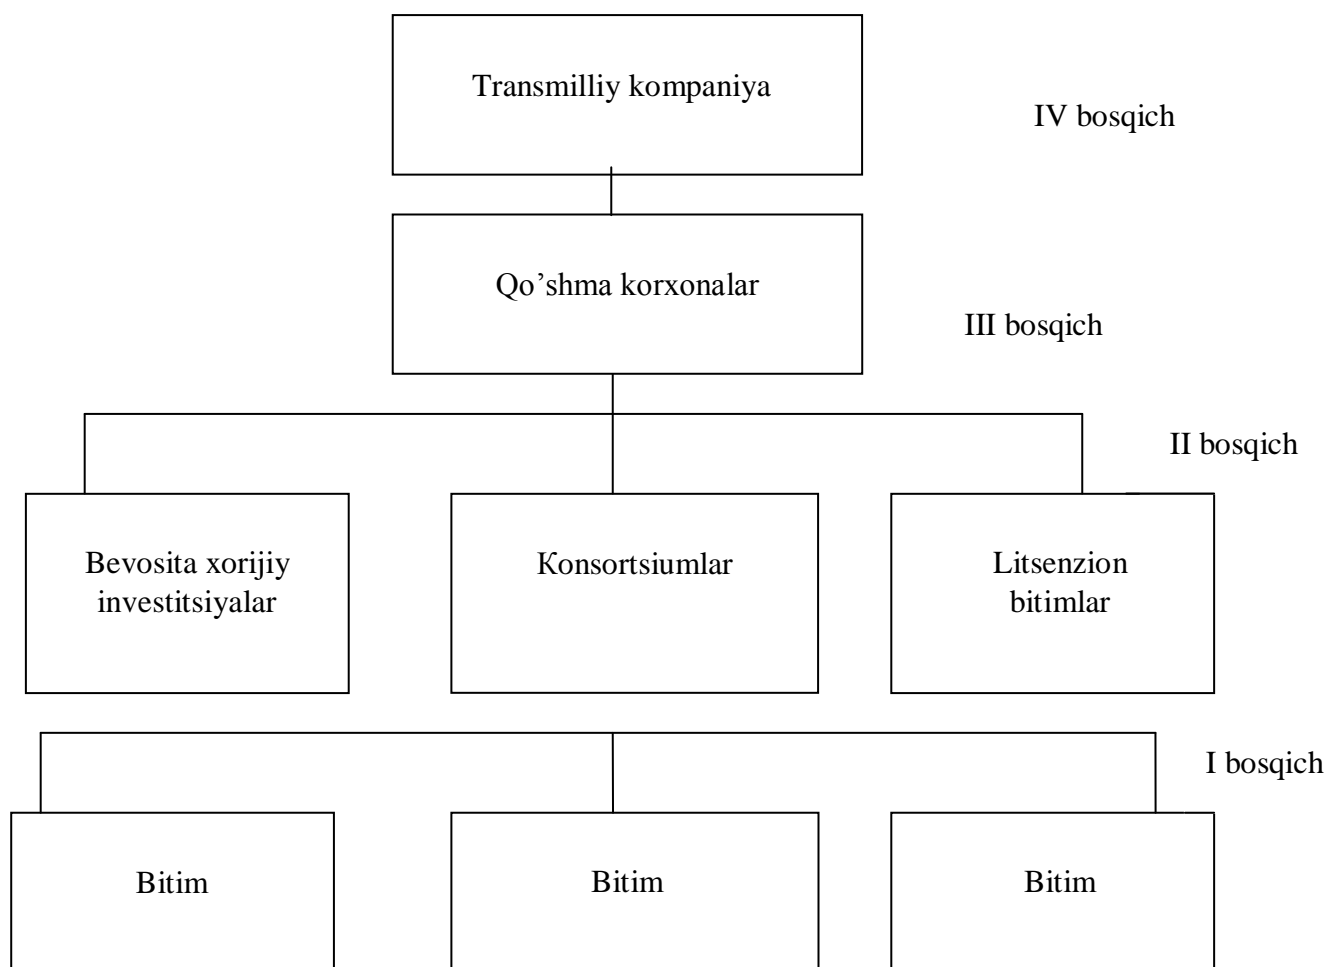 Transmilliy kompaniya
IV bosqich
Qo’shma korxonalar
III bosqich
II bosqich
Bevosita xorijiy
investitsiyalar
Konsortsiumlar
Litsenzion
bitimlar
I bosqich
Bitim
Bitim
Bitim